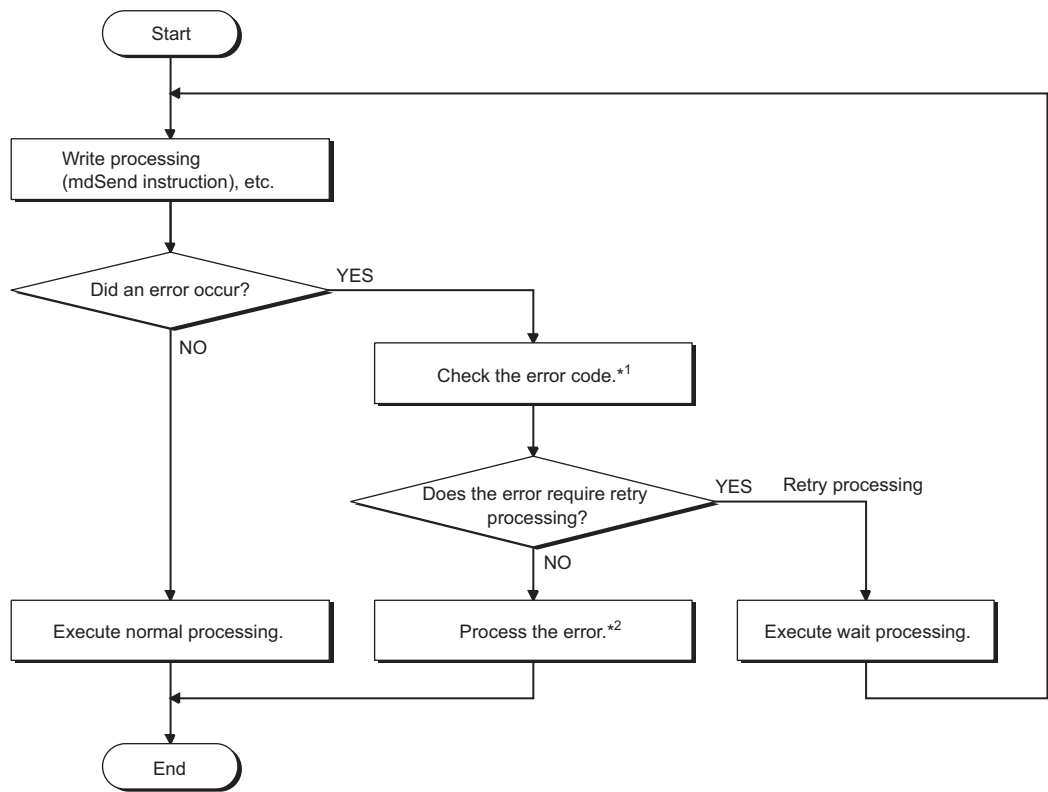 Start
Write processing
(mdSend instruction), etc.
Did an error occur?
YES
NO
Check the error code.*1
Does the error require retry
processing?
YES
Retry processing
NO
Execute normal processing.
Process the error.*2
Execute wait processing.
End